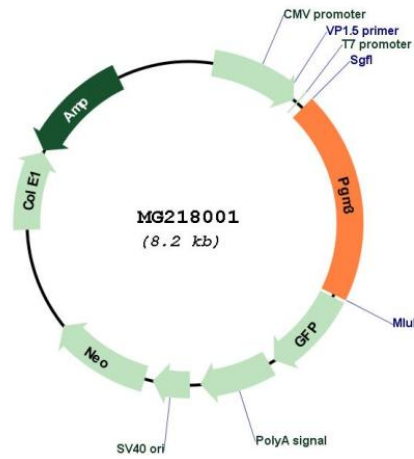 CMV promoter
VP1.5 primer
T7 promoter
SgfI
Pgm3
MluI
GFP
PolyA signal
SV40 ori
Neo
Col E1
Amp
MG218001
(8.2 kb)